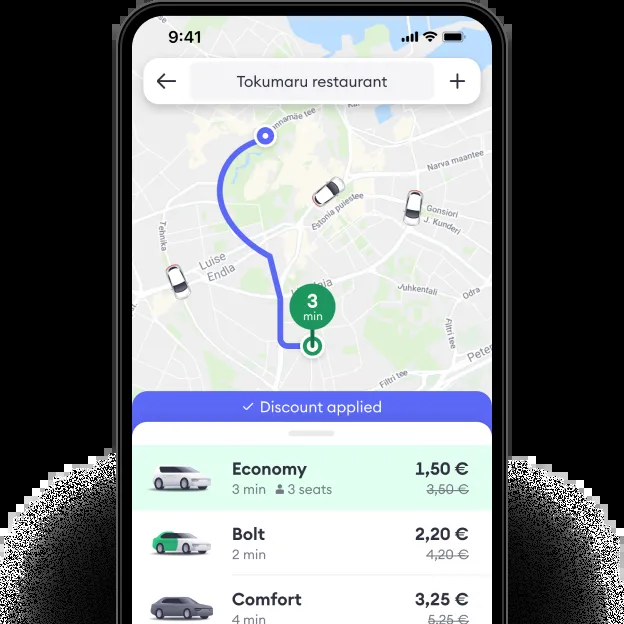 9:41
Tokumaru restaurant
nnamäe tee
Narva maantee
Estonia puiestee
Gonsiori
J. Kunderi
Tehnika
Luise
Endla
3
min
Juhkentali
Odra
Filtri tee
Filtri tee
Peter
✓ Discount applied
Economy 1,50 €
3 min 3 seats 3,50 €
Bolt 2,20 €
2 min 4,20 €
Comfort 3,25 €
4 min 5,25 €